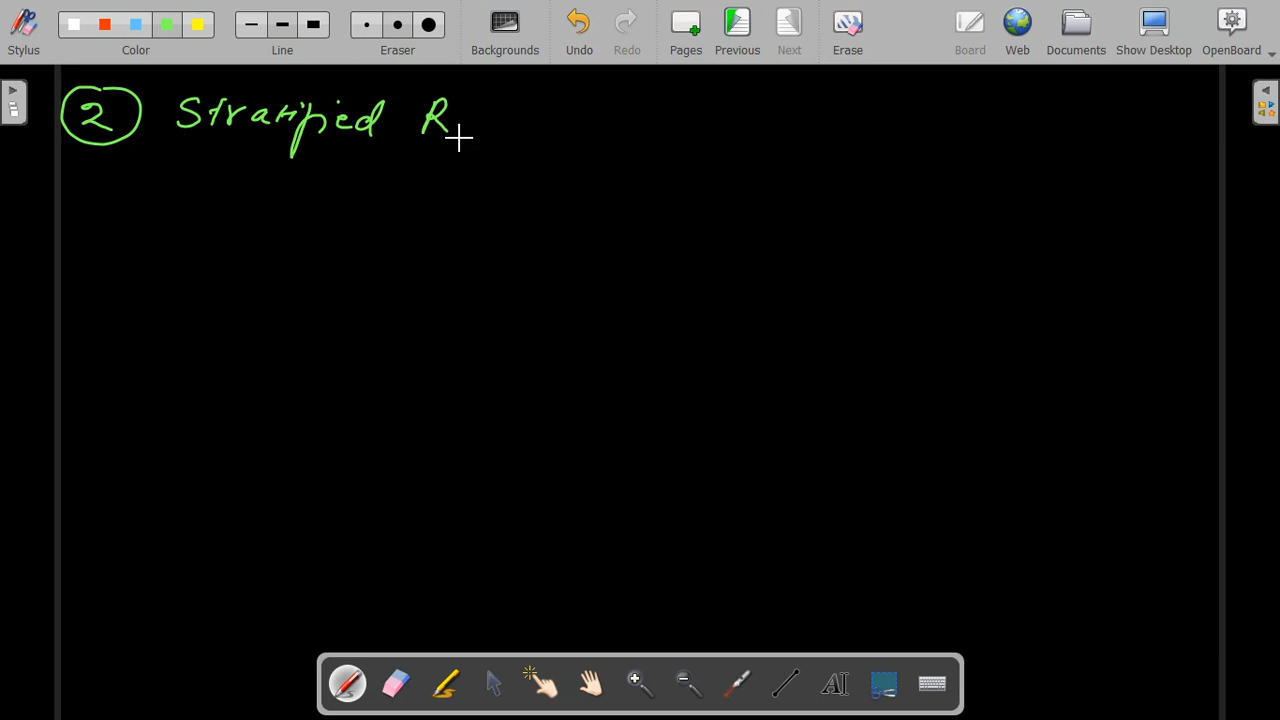 Stylus Color Line Eraser Backgrounds Undo Redo Pages Previous Next Erase Board Web Documents Show Desktop OpenBoard
2 Stratified R
AI